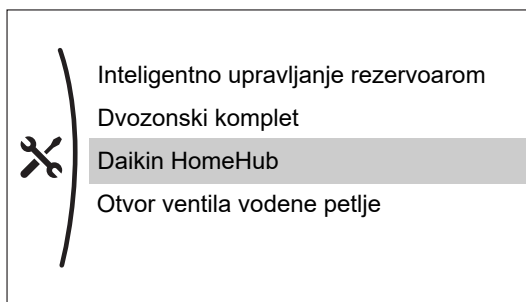 Inteligentno upravljanje rezervoarom
Dvozonski komplet
Daikin HomeHub
Otvor ventila vodene petlje